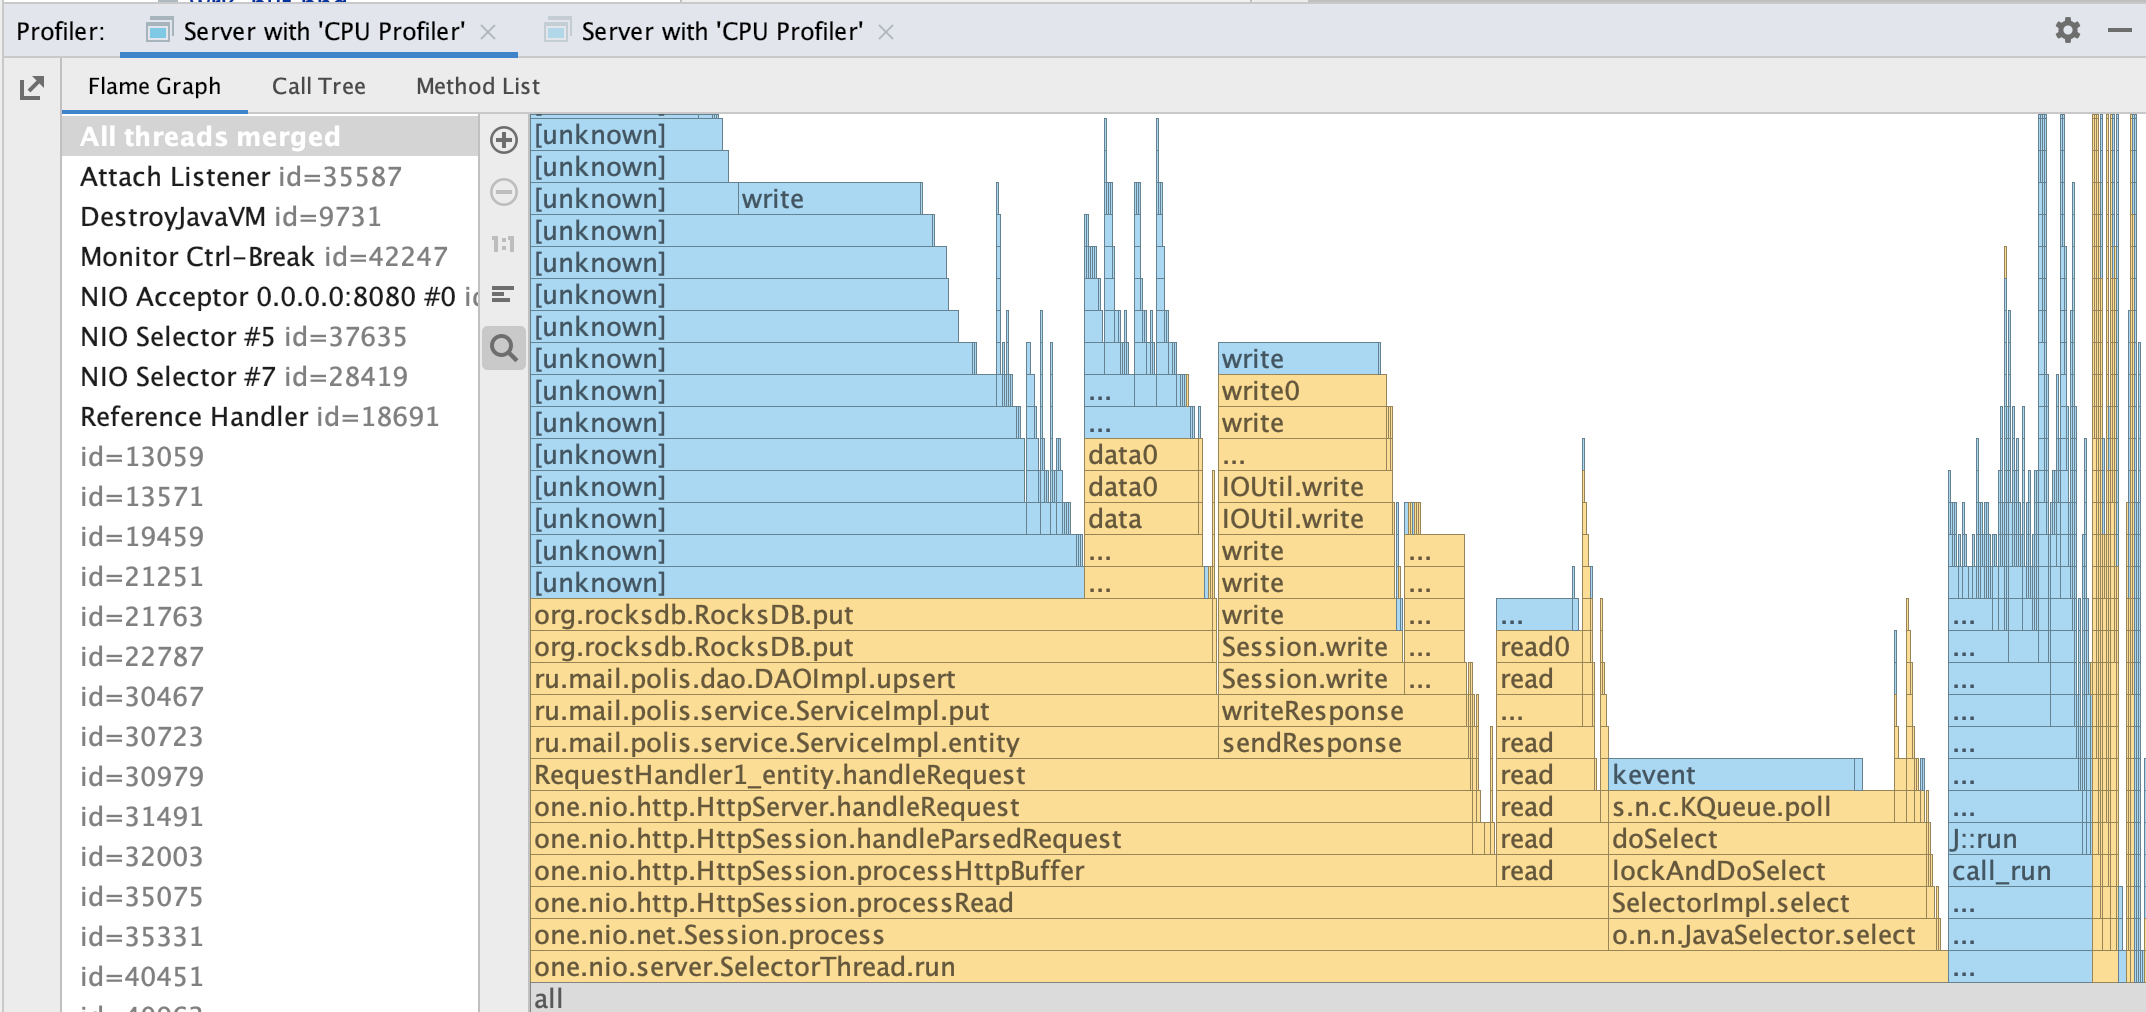 Profiler: Server with 'CPU Profiler' Server with 'CPU Profiler'
Flame Graph Call Tree Method List
All threads merged
Attach Listener id=35587
DestroyJavaVM id=9731
Monitor Ctrl-Break id=42247
NIO Acceptor 0.0.0.0:8080 #0
NIO Selector #5 id=37635
NIO Selector #7 id=28419
Reference Handler id=18691
id=13059
id=13571
id=19459
id=21251
id=21763
id=22787
id=30467
id=30723
id=30979
id=31491
id=32003
id=35075
id=35331
id=40451
1:1
[unknown]
[unknown]
[unknown] write
[unknown]
[unknown]
[unknown]
[unknown]
[unknown] write
[unknown] ... write0
[unknown] ... write
[unknown] data0 ...
[unknown] data0 IOUtil.write
[unknown] data IOUtil.write
[unknown] ... write ...
[unknown] ... write ...
org.rocksdb.RocksDB.put write ... ... ...
org.rocksdb.RocksDB.put Session.write ... read0 ...
ru.mail.polis.dao.DAOImpl.upsert Session.write ... read ...
ru.mail.polis.service.ServiceImpl.put writeResponse ... ...
ru.mail.polis.service.ServiceImpl.entity sendResponse read ...
RequestHandler1_entity.handleRequest read kevent ...
one.nio.http.HttpServer.handleRequest read s.n.c.KQueue.poll ...
one.nio.http.HttpSession.handleParsedRequest read doSelect J::run
one.nio.http.HttpSession.processHttpBuffer read lockAndDoSelect call_run
one.nio.http.HttpSession.processRead SelectorImpl.select ...
one.nio.net.Session.process o.n.n.JavaSelector.select ...
one.nio.server.SelectorThread.run ...
all